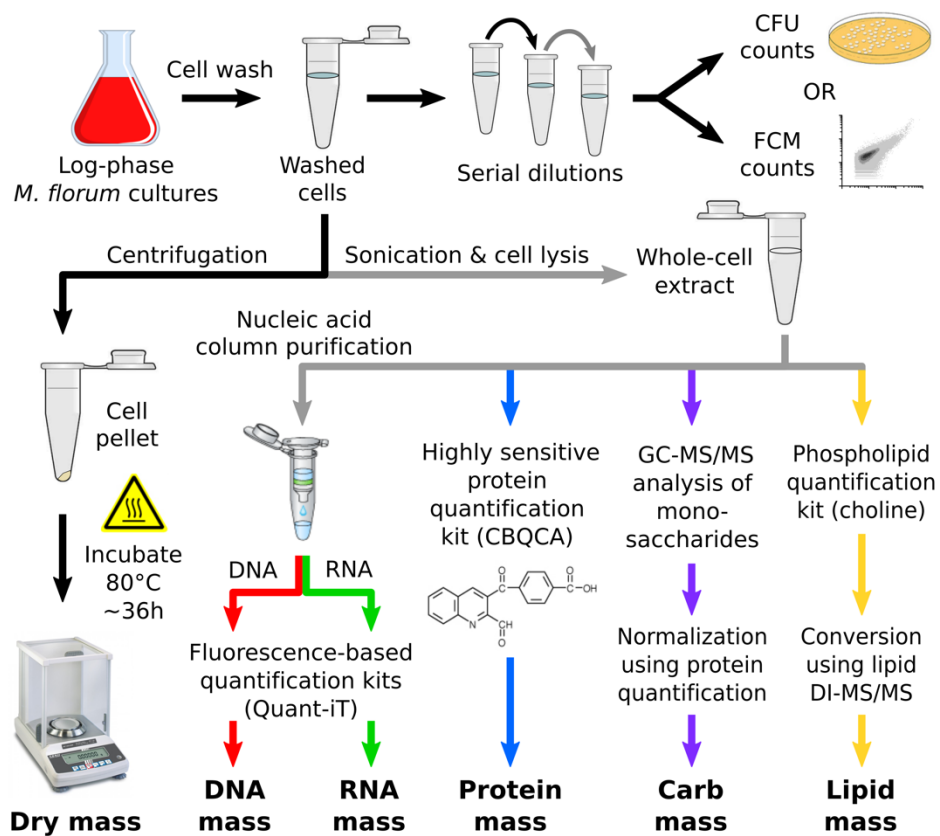 Cell wash
Log-phase
M. florum cultures
Washed
cells
Serial dilutions
CFU
counts
OR
FCM
counts
Centrifugation
Sonication & cell lysis
Whole-cell
extract
Nucleic acid
column purification
Cell
pellet
Incubate
80°C
~36h
Dry mass
DNA
RNA
Fluorescence-based
quantification kits
(Quant-iT)
DNA
mass
RNA
mass
Highly sensitive
protein
quantification
kit (CBQCA)
O
O
OH
N
CH
O
Protein
mass
GC-MS/MS
analysis of
mono-
saccharides
Normalization
using protein
quantification
Carb
mass
Phospholipid
quantification
kit (choline)
Conversion
using lipid
DI-MS/MS
Lipid
mass